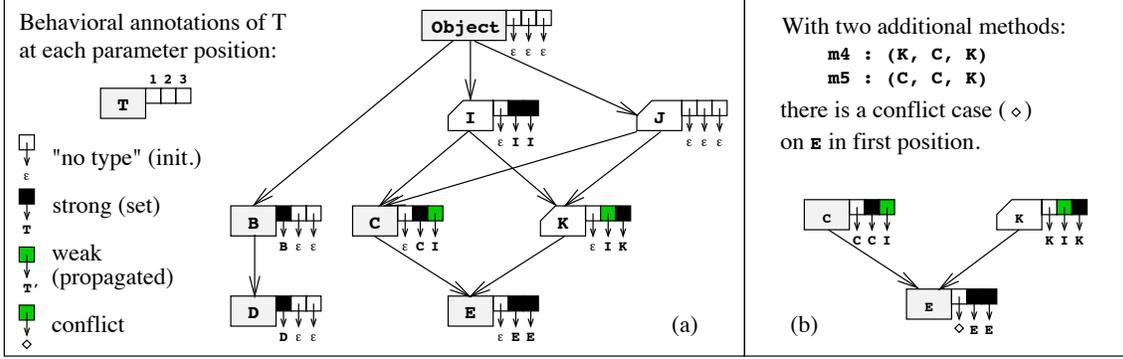 Behavioral annotations of T
at each parameter position:
1 2 3
T
"no type" (init.)
ε
strong (set)
T
weak
(propagated)
T'
conflict
◇
Object
ε ε ε
I
ε I I
J
ε ε ε
B
B ε ε
C
ε C I
K
ε I K
D
D ε ε
E
ε E E
(a)
With two additional methods:
m4 : (K, C, K)
m5 : (C, C, K)
there is a conflict case (◇)
on E in first position.
C
C C I
K
K I K
E
◇ E E
(b)